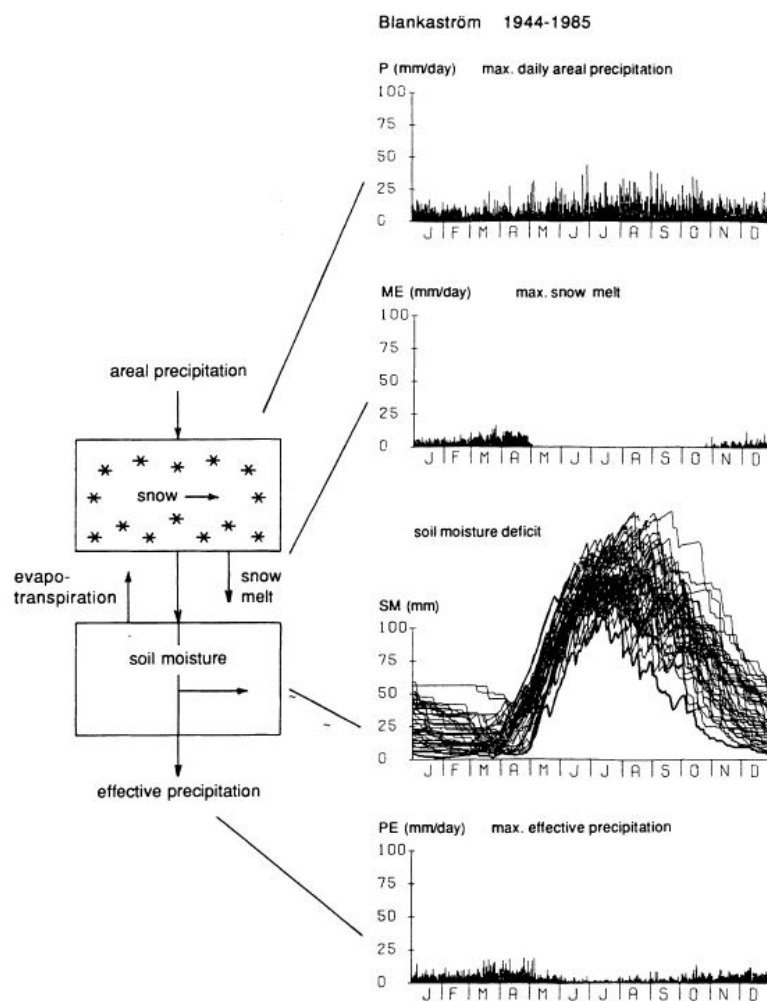 Blankaström 1944-1985
P (mm/day) max. daily areal precipitation
100
75
50
25
0
J F M A M J J A S O N D
ME (mm/day) max. snow melt
100
75
50
25
0
J F M A M J J A S O N D
areal precipitation
snow
evapo-
transpiration
snow
melt
soil moisture
effective precipitation
soil moisture deficit
SM (mm)
100
75
50
25
0
J F M A M J J A S O N D
PE (mm/day) max. effective precipitation
100
75
50
25
0
J F M A M J J A S O N D